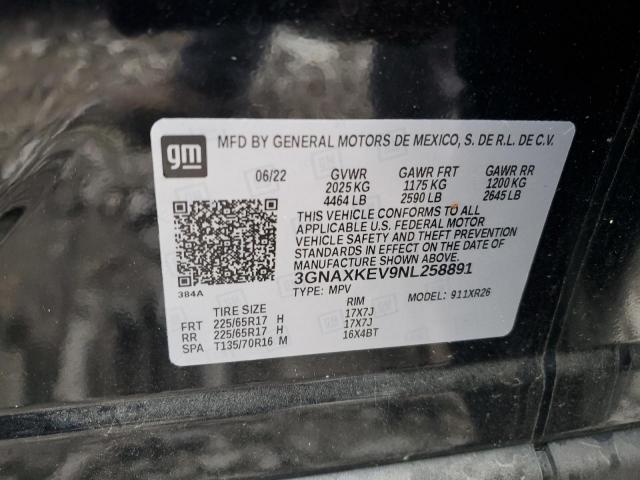 gm MFD BY GENERAL MOTORS DE MEXICO, S. DE R.L. DE C.V.
06/22 GVWR GAWR FRT GAWR RR
2025 KG 1175 KG 1200 KG
4464 LB 2590 LB 2645 LB
THIS VEHICLE CONFORMS TO ALL
APPLICABLE U.S. FEDERAL MOTOR
VEHICLE SAFETY AND THEFT PREVENTION
STANDARDS IN EFFECT ON THE DATE OF
MANUFACTURE SHOWN ABOVE.
3GNAXKEV9NL258891
384A TYPE: MPV MODEL: 911XR26
TIRE SIZE RIM
FRT 225/65R17 H 17X7J
RR 225/65R17 H 17X7J
SPA T135/70R16 M 16X4BT